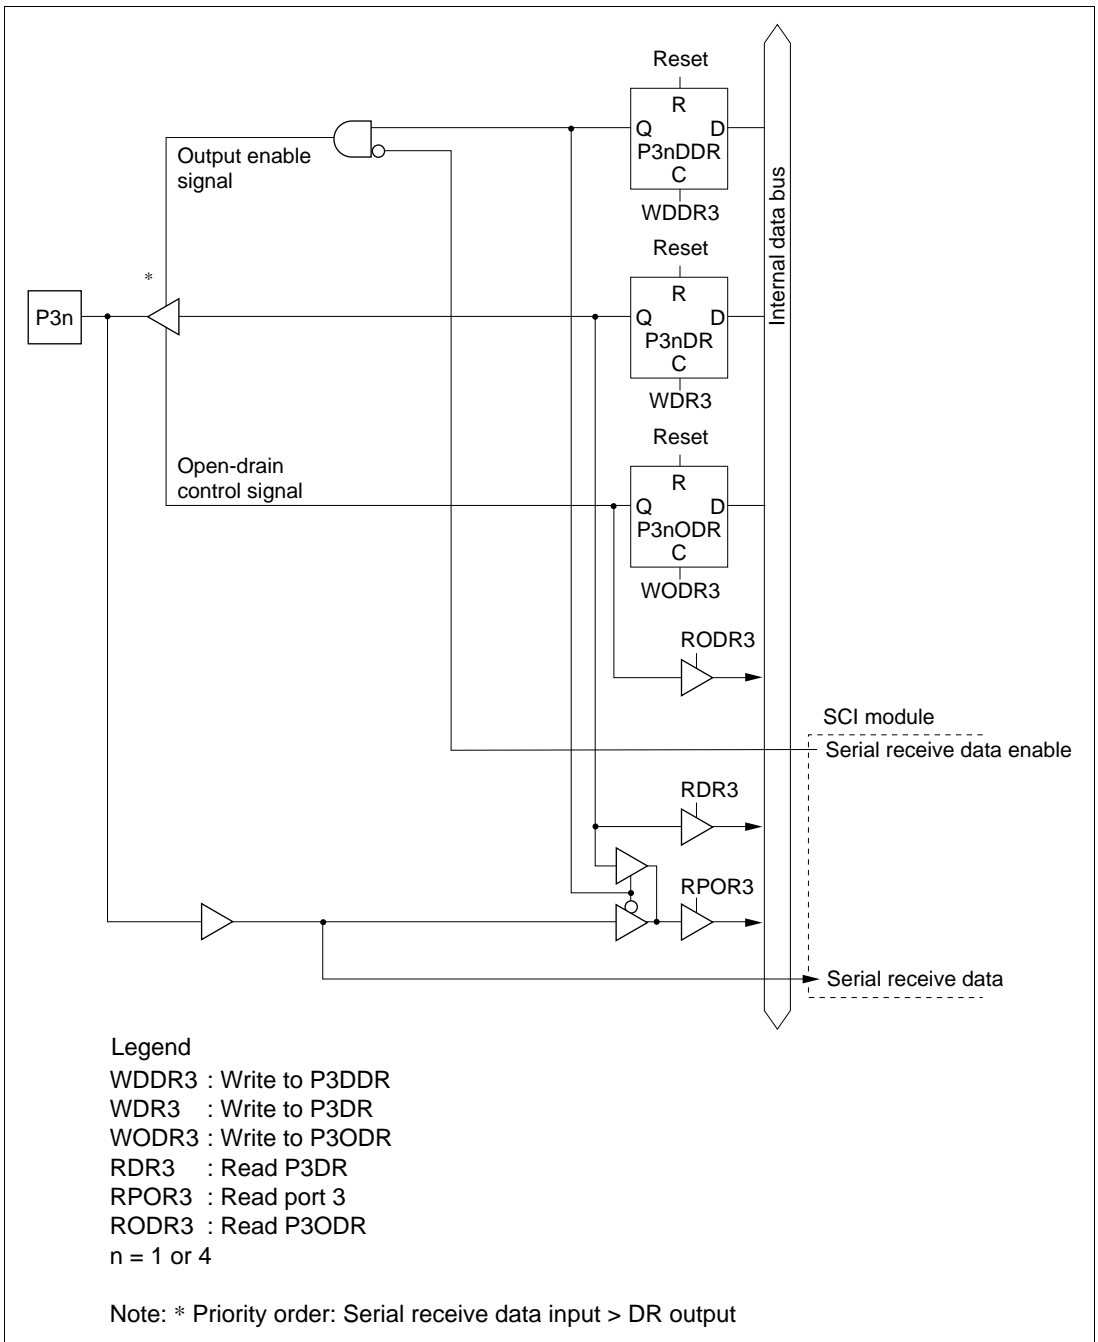 Reset
R
Q D
P3nDDR
C
WDDR3
Output enable
signal
Internal data bus
Reset
*
R
P3n
Q D
P3nDR
C
WDR3
Reset
Open-drain
control signal
R
Q D
P3nODR
C
WODR3
RODR3
SCI module
Serial receive data enable
RDR3
RPOR3
Serial receive data
Legend
WDDR3 : Write to P3DDR
WDR3 : Write to P3DR
WODR3 : Write to P3ODR
RDR3 : Read P3DR
RPOR3 : Read port 3
RODR3 : Read P3ODR
n = 1 or 4
Note: * Priority order: Serial receive data input > DR output